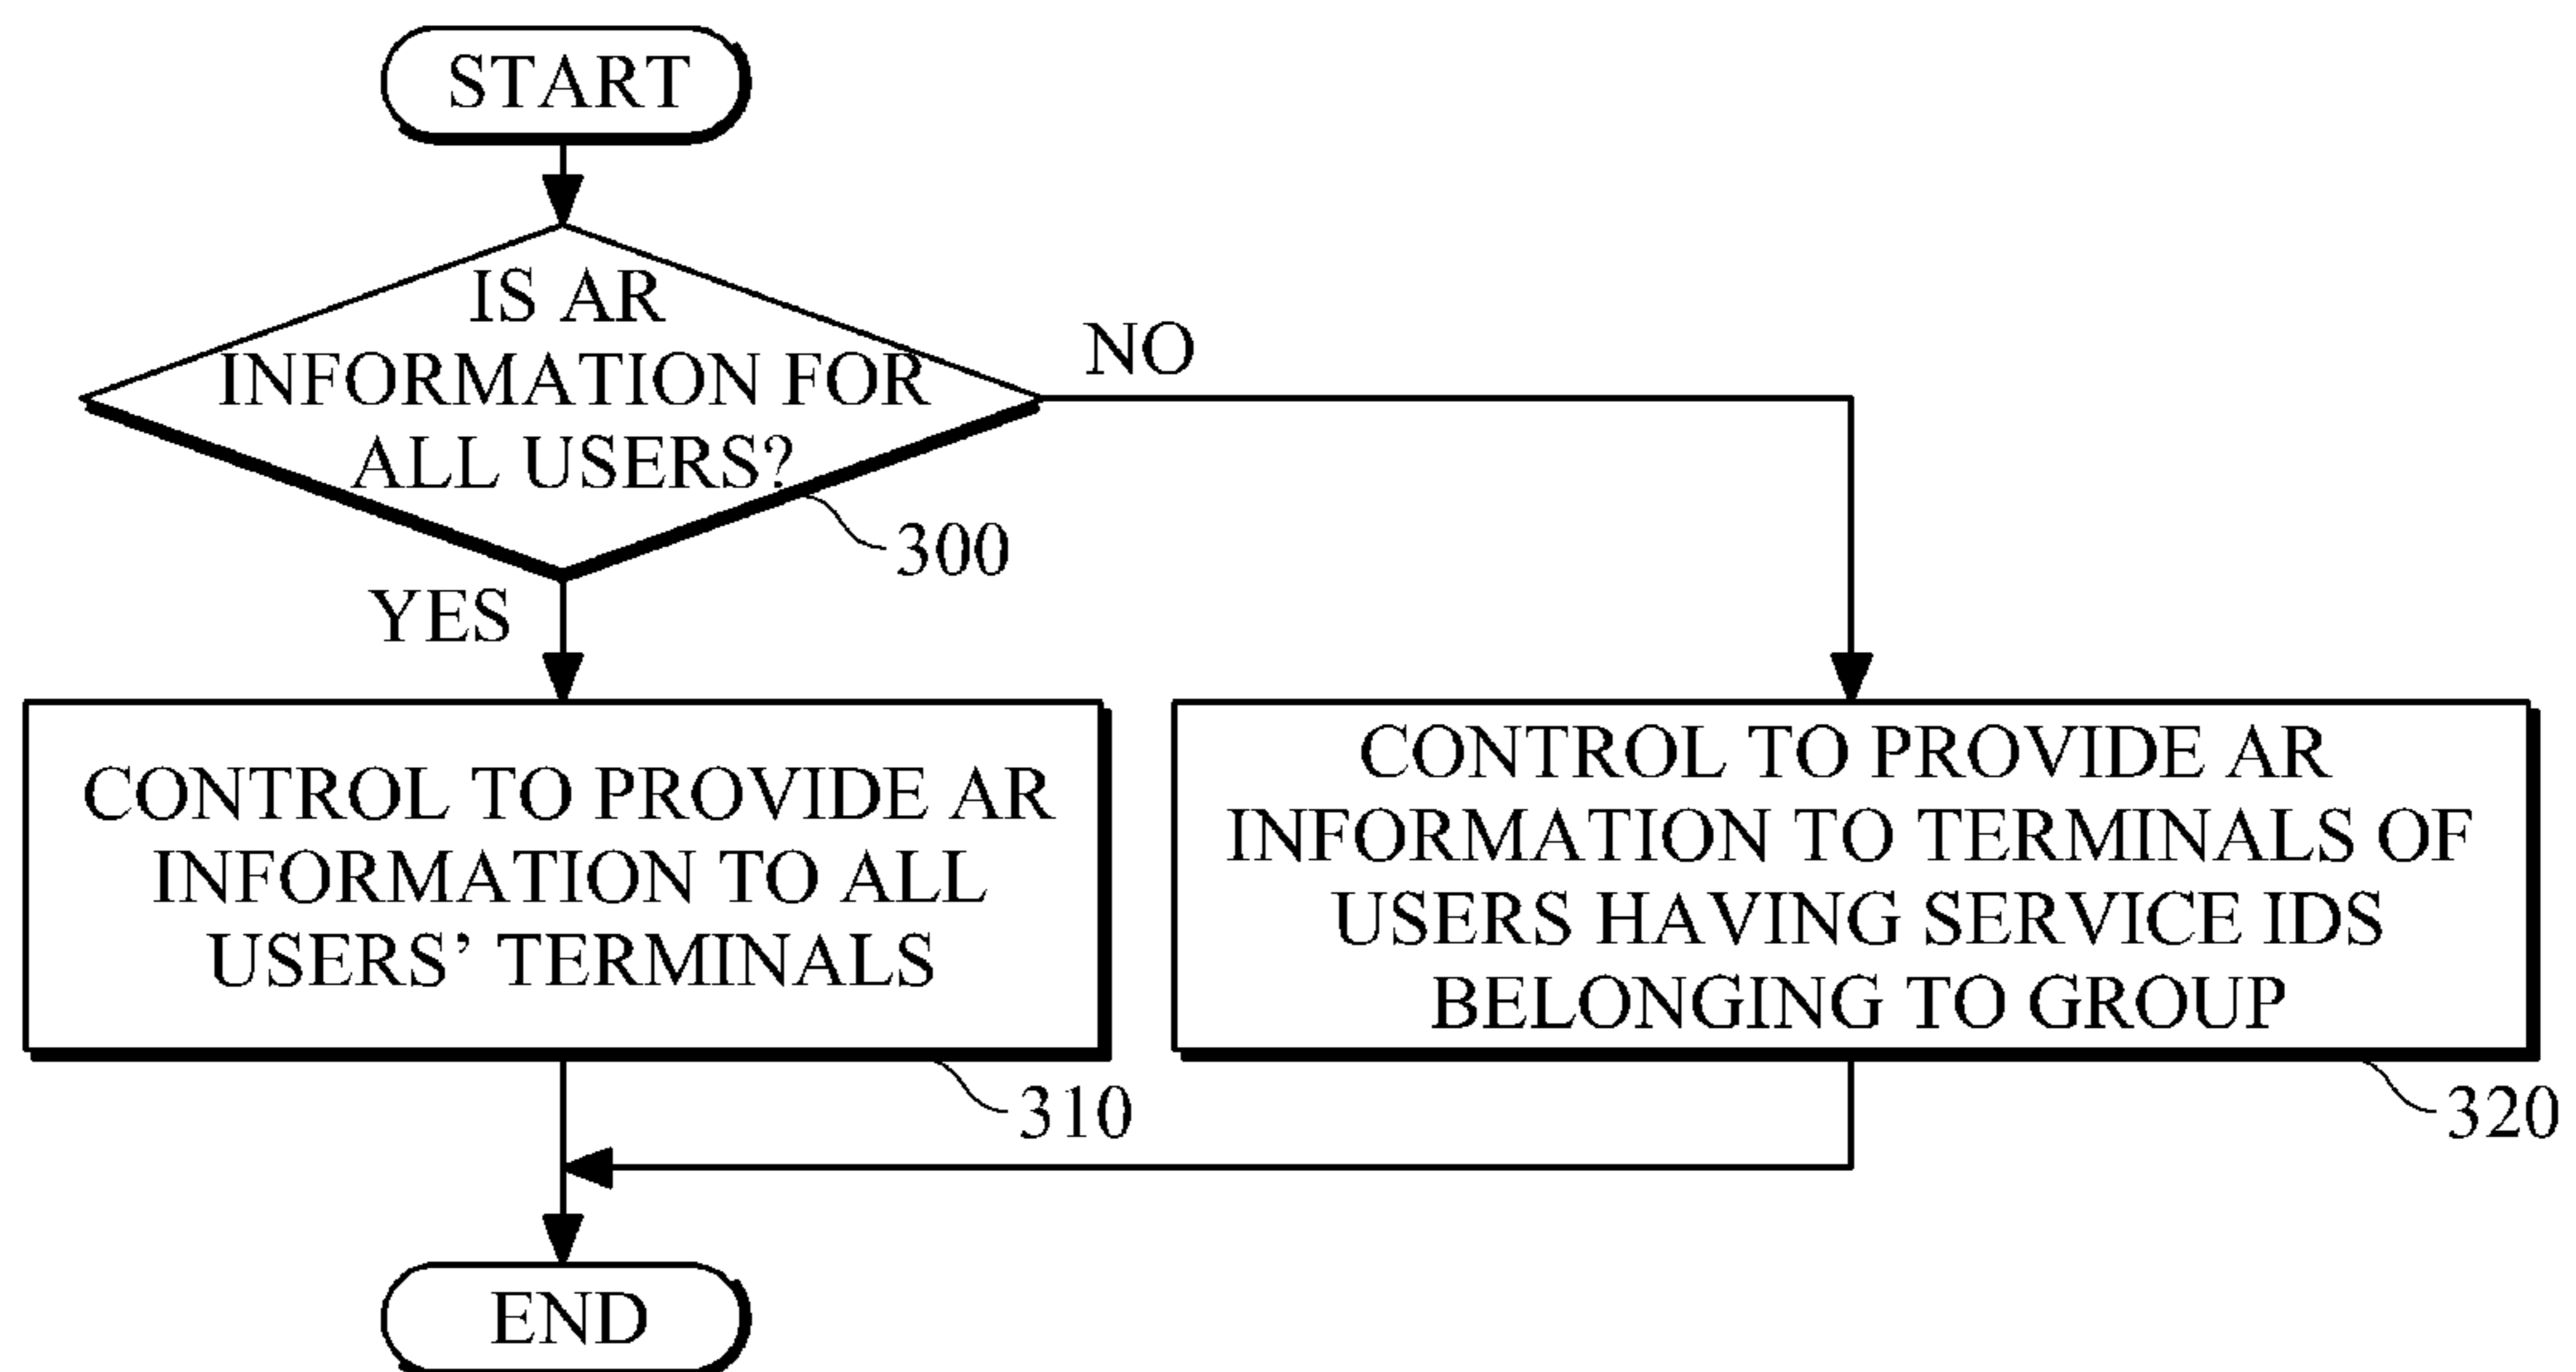 START
IS AR
INFORMATION FOR
ALL USERS?
300
NO
YES
CONTROL TO PROVIDE AR
INFORMATION TO ALL
USERS’ TERMINALS
310
CONTROL TO PROVIDE AR
INFORMATION TO TERMINALS OF
USERS HAVING SERVICE IDS
BELONGING TO GROUP
320
END